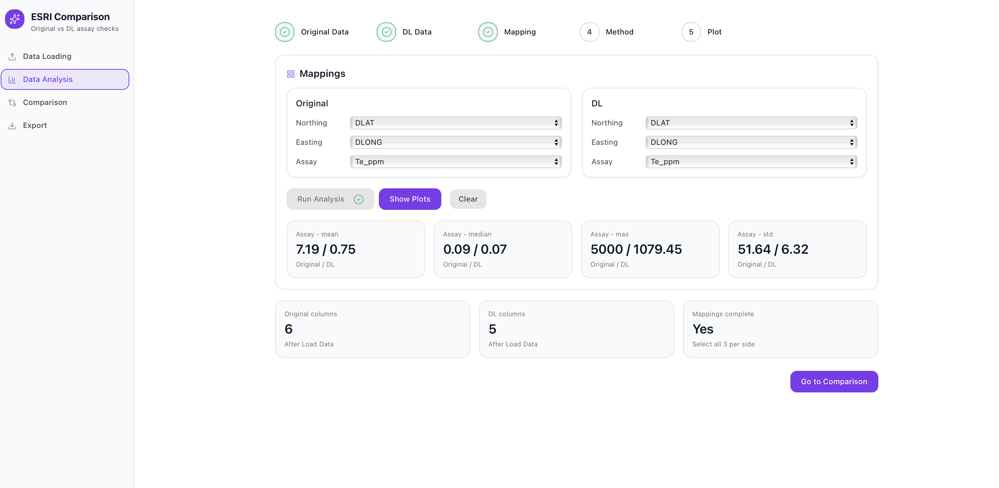 ESRI Comparison
Original vs DL assay checks
Data Loading
Data Analysis
Comparison
Export
Original Data
DL Data
Mapping
4 Method
5 Plot
Mappings
Original
Northing DLAT
Easting DLONG
Assay Te_ppm
DL
Northing DLAT
Easting DLONG
Assay Te_ppm
Run Analysis
Show Plots
Clear
Assay - mean
7.19 / 0.75
Original / DL
Assay - median
0.09 / 0.07
Original / DL
Assay - max
5000 / 1079.45
Original / DL
Assay - std
51.64 / 6.32
Original / DL
Original columns
6
After Load Data
DL columns
5
After Load Data
Mappings complete
Yes
Select all 3 per side
Go to Comparison